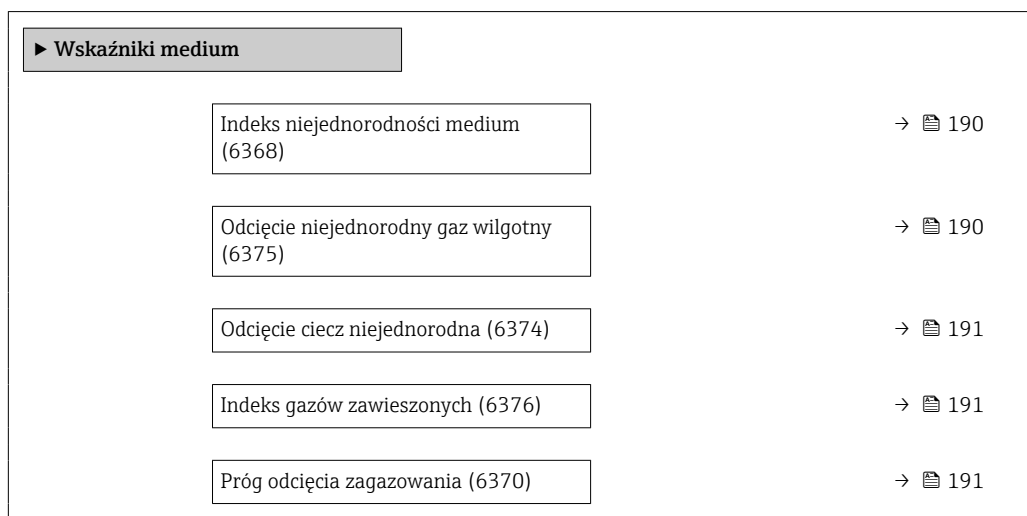 ▶ Wskaźniki medium
Indeks niejednorodności medium
(6368)
→ 190
Odcięcie niejednorodny gaz wilgotny
(6375)
→ 190
Odcięcie ciecz niejednorodna (6374)
→ 191
Indeks gazów zawieszonych (6376)
→ 191
Próg odcięcia zagazowania (6370)
→ 191